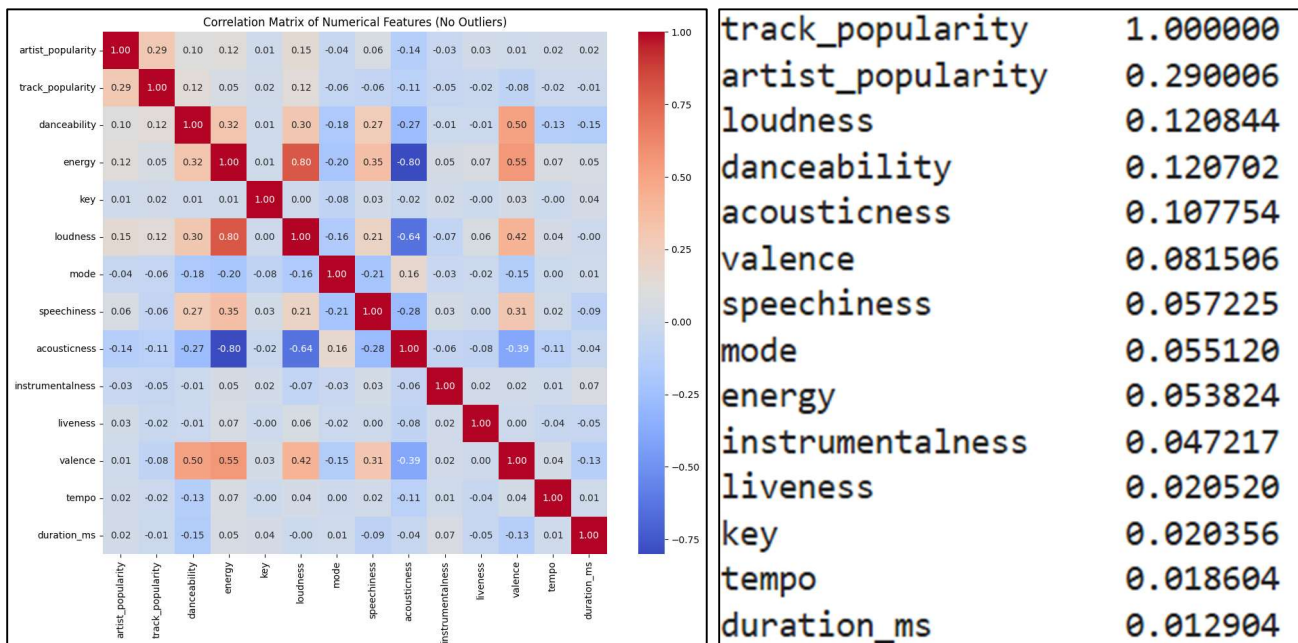 Correlation Matrix of Numerical Features (No Outliers)
artist_popularity 1.00 0.29 0.10 0.12 0.01 0.15 -0.04 0.06 -0.14 -0.03 0.03 0.01 0.02 0.02
track_popularity 0.29 1.00 0.12 0.05 0.02 0.12 -0.06 -0.06 -0.11 -0.05 -0.02 -0.08 -0.02 -0.01
danceability 0.10 0.12 1.00 0.32 0.01 0.30 -0.18 0.27 -0.27 -0.01 -0.01 0.50 -0.13 -0.15
energy 0.12 0.05 0.32 1.00 0.01 0.80 -0.20 0.35 -0.80 0.05 0.07 0.55 0.07 0.05
key 0.01 0.02 0.01 0.01 1.00 0.00 -0.08 0.03 -0.02 0.02 -0.00 0.03 -0.00 0.04
loudness 0.15 0.12 0.30 0.80 0.00 1.00 -0.16 0.21 -0.64 -0.07 0.06 0.42 0.04 -0.00
mode -0.04 -0.06 -0.18 -0.20 -0.08 -0.16 1.00 -0.21 0.16 -0.03 -0.02 -0.15 0.00 0.01
speechiness 0.06 -0.06 0.27 0.35 0.03 0.21 -0.21 1.00 -0.28 0.03 0.00 0.31 0.02 -0.09
acousticness -0.14 -0.11 -0.27 -0.80 -0.02 -0.64 0.16 -0.28 1.00 -0.06 -0.08 -0.39 -0.11 -0.04
instrumentalness -0.03 -0.05 -0.01 0.05 0.02 -0.07 -0.03 0.03 -0.06 1.00 0.02 0.02 0.01 0.07
liveness 0.03 -0.02 -0.01 0.07 -0.00 0.06 -0.02 0.00 -0.08 0.02 1.00 0.00 -0.04 -0.05
valence 0.01 -0.08 0.50 0.55 0.03 0.42 -0.15 0.31 -0.39 0.02 0.00 1.00 0.04 -0.13
tempo 0.02 -0.02 -0.13 0.07 -0.00 0.04 0.00 0.02 -0.11 0.01 -0.04 0.04 1.00 0.01
duration_ms 0.02 -0.01 -0.15 0.05 0.04 -0.00 0.01 -0.09 -0.04 0.07 -0.05 -0.13 0.01 1.00
artist_popularity track_popularity danceability energy key loudness mode speechiness acousticness instrumentalness liveness valence tempo duration_ms
1.00
0.75
0.50
0.25
0.00
-0.25
-0.50
-0.75
track_popularity 1.000000
artist_popularity 0.290006
loudness 0.120844
danceability 0.120702
acousticness 0.107754
valence 0.081506
speechiness 0.057225
mode 0.055120
energy 0.053824
instrumentalness 0.047217
liveness 0.020520
key 0.020356
tempo 0.018604
duration_ms 0.012904